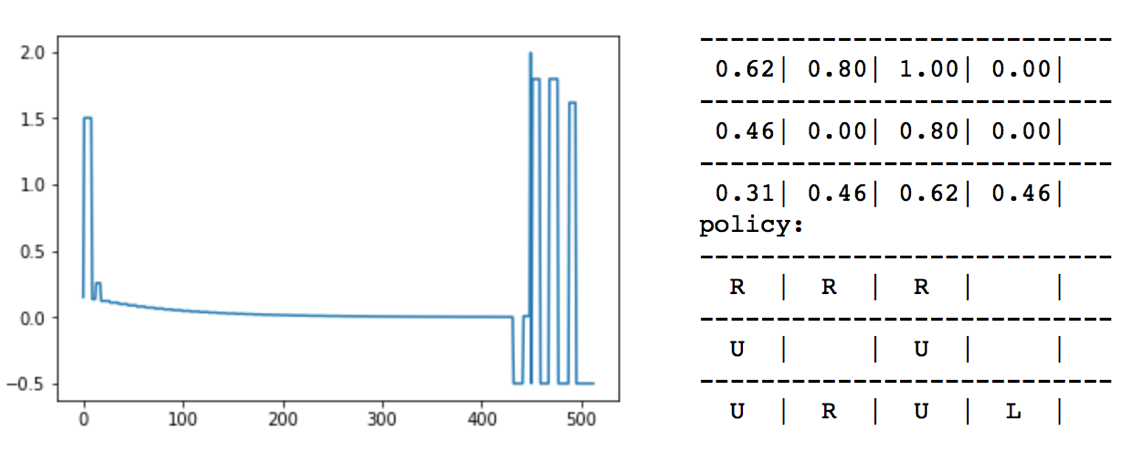 2.0
1.5
1.0
0.5
0.0
−0.5
0 100 200 300 400 500
---------------------------
0.62| 0.80| 1.00| 0.00|
---------------------------
0.46| 0.00| 0.80| 0.00|
---------------------------
0.31| 0.46| 0.62| 0.46|
policy:
---------------------------
R | R | R | |
---------------------------
U | | U | |
---------------------------
U | R | U | L |